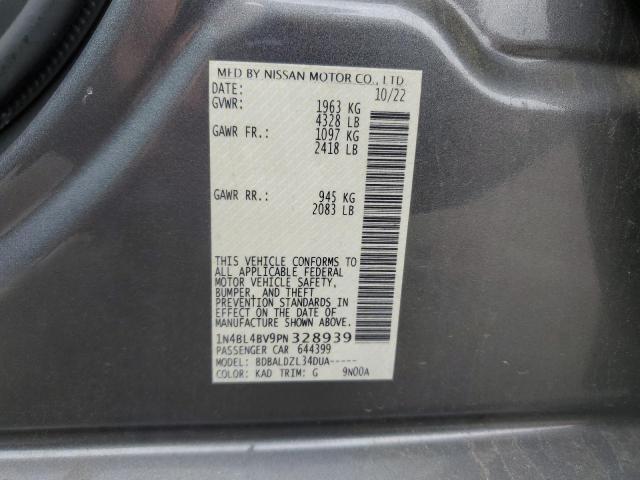 MFD BY NISSAN MOTOR CO., LTD
DATE: 10/22
GVWR: 1963 KG
4328 LB
GAWR FR.: 1097 KG
2418 LB
GAWR RR.: 945 KG
2083 LB
THIS VEHICLE CONFORMS TO
ALL APPLICABLE FEDERAL
MOTOR VEHICLE SAFETY,
BUMPER, AND THEFT
PREVENTION STANDARDS IN
EFFECT ON THE DATE OF
MANUFACTURE SHOWN ABOVE.
1N4BL4BV9PN328939
PASSENGER CAR 644399
MODEL: BDBALDZL34DUA-----
COLOR: KAD TRIM: G 9N00A